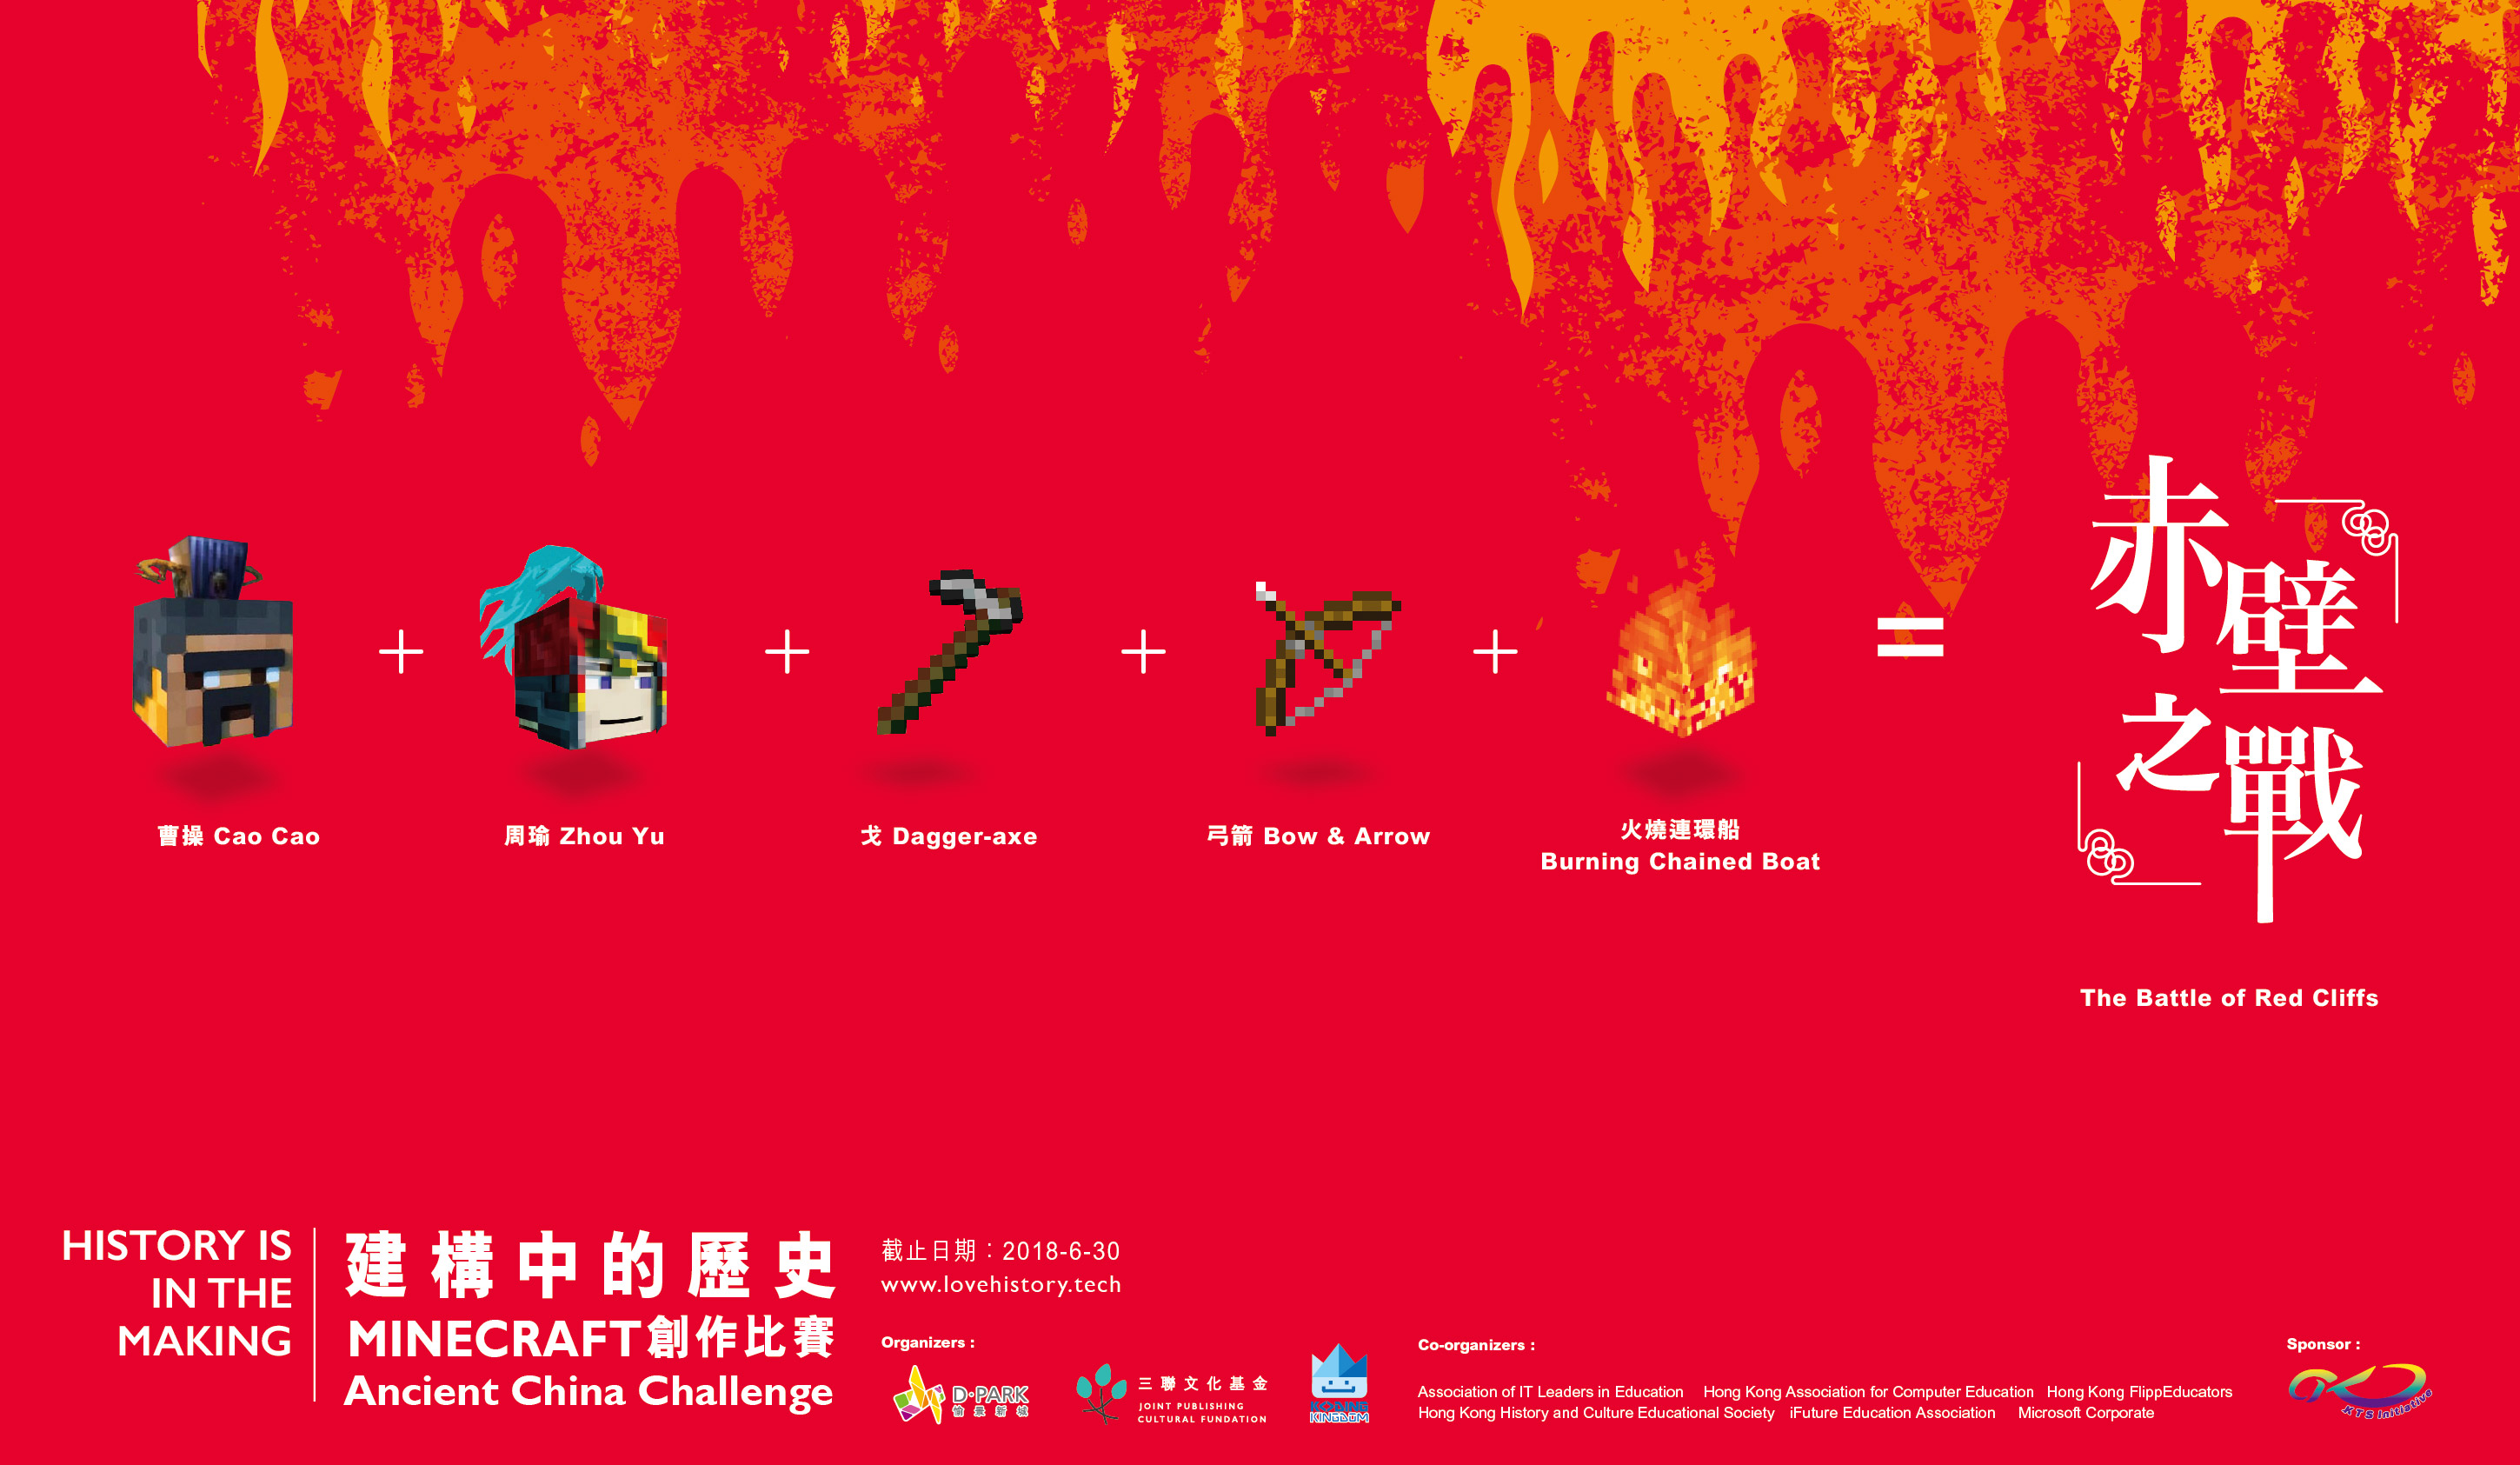 赤壁之戰
曹操 Cao Cao
周瑜 Zhou Yu
戈 Dagger-axe
弓箭 Bow & Arrow
火燒連環船
Burning Chained Boat
The Battle of Red Cliffs
HISTORY IS
IN THE
MAKING
建構中的歷史
MINECRAFT創作比賽
Ancient China Challenge
截止日期：2018-6-30
www.lovehistory.tech
Organizers :
D·PARK
愉景新城
三聯文化基金
JOINT PUBLISHING
CULTURAL FUNDATION
KODING
KINGDOM
Co-organizers :
Association of IT Leaders in Education Hong Kong Association for Computer Education Hong Kong FlippEducators
Hong Kong History and Culture Educational Society iFuture Education Association Microsoft Corporate
Sponsor :
KTS Initiative